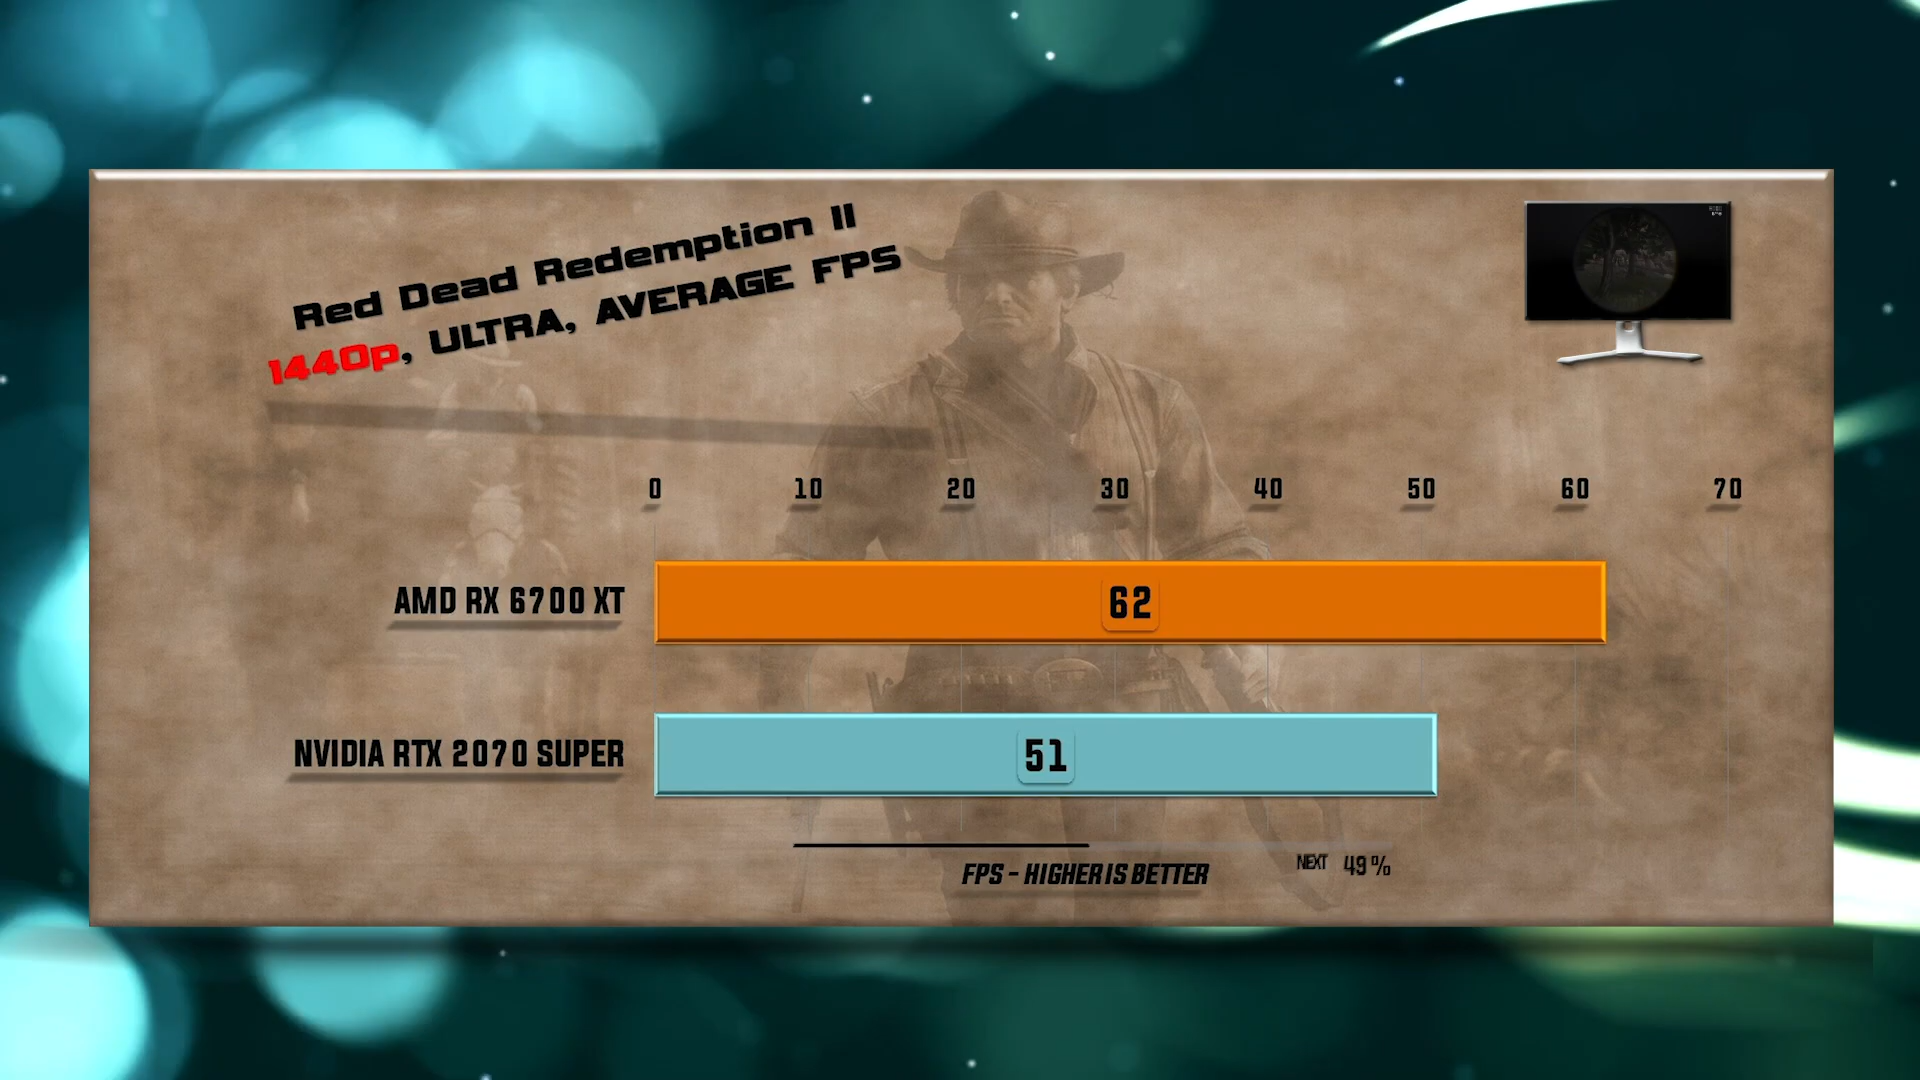 Red Dead Redemption II
1440p, ULTRA, AVERAGE FPS
0 10 20 30 40 50 60 70
AMD RX 6700 XT
62
NVIDIA RTX 2070 SUPER
51
FPS - HIGHER IS BETTER
NEXT 49%